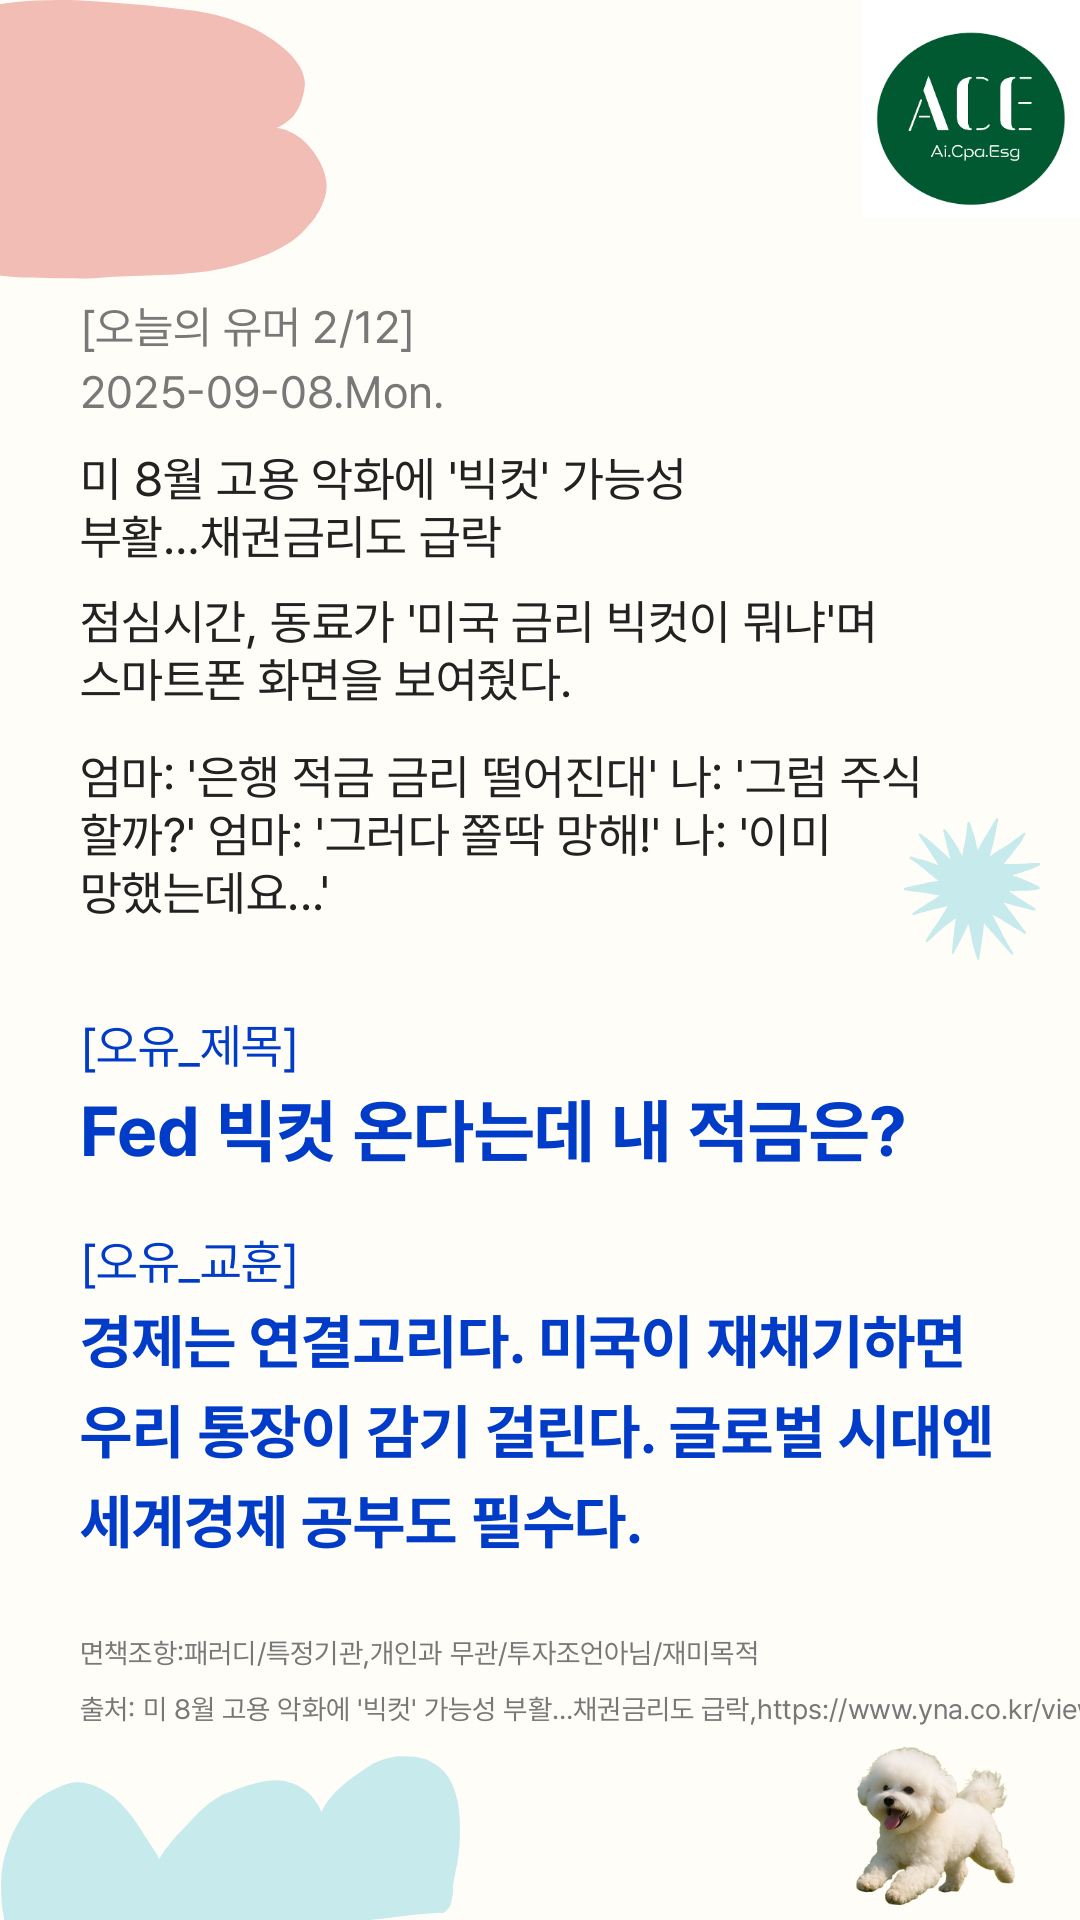 ACE
Ai.Cpa.Esg
[오늘의 유머 2/12]
2025-09-08.Mon.
미 8월 고용 악화에 '빅컷' 가능성
부활...채권금리도 급락
점심시간, 동료가 '미국 금리 빅컷이 뭐냐'며
스마트폰 화면을 보여줬다.
엄마: '은행 적금 금리 떨어진대' 나: '그럼 주식
할까?' 엄마: '그러다 쫄딱 망해!' 나: '이미
망했는데요...'
[오유_제목]
Fed 빅컷 온다는데 내 적금은?
[오유_교훈]
경제는 연결고리다. 미국이 재채기하면
우리 통장이 감기 걸린다. 글로벌 시대엔
세계경제 공부도 필수다.
면책조항:패러디/특정기관,개인과 무관/투자조언아님/재미목적
출처: 미 8월 고용 악화에 '빅컷' 가능성 부활...채권금리도 급락,https://www.yna.co.kr/vie